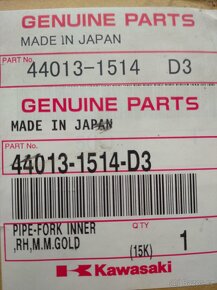 GENUINE PARTS
MADE IN JAPAN
PART No.
44013-1514 D3
GENUINE PARTS
MADE IN JAPAN
PART No.
44013-1514-D3
PIPE-FORK INNER
,RH,M.M.GOLD
Q'TY
(15K) 1
Kawasaki